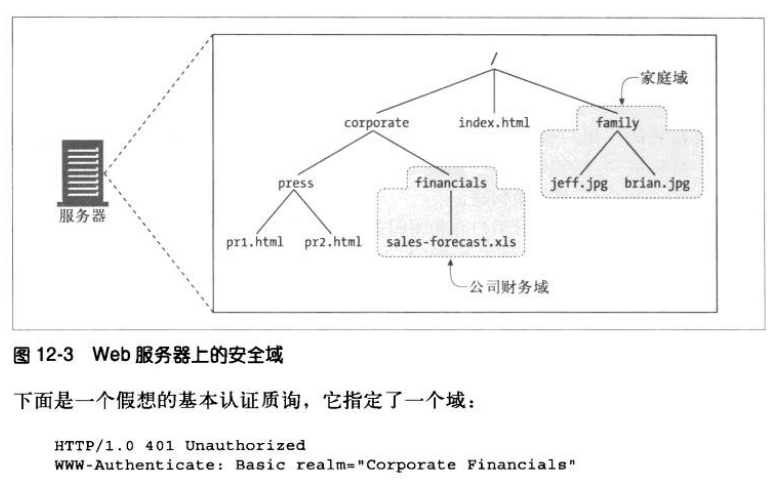 /
家庭域
corporate index.html family
press financials jeff.jpg brian.jpg
服务器
pr1.html pr2.html sales-forecast.xls
公司财务域
图 12-3 Web 服务器上的安全域
下面是一个假想的基本认证质询，它指定了一个域：
HTTP/1.0 401 Unauthorized
WWW-Authenticate: Basic realm="Corporate Financials"